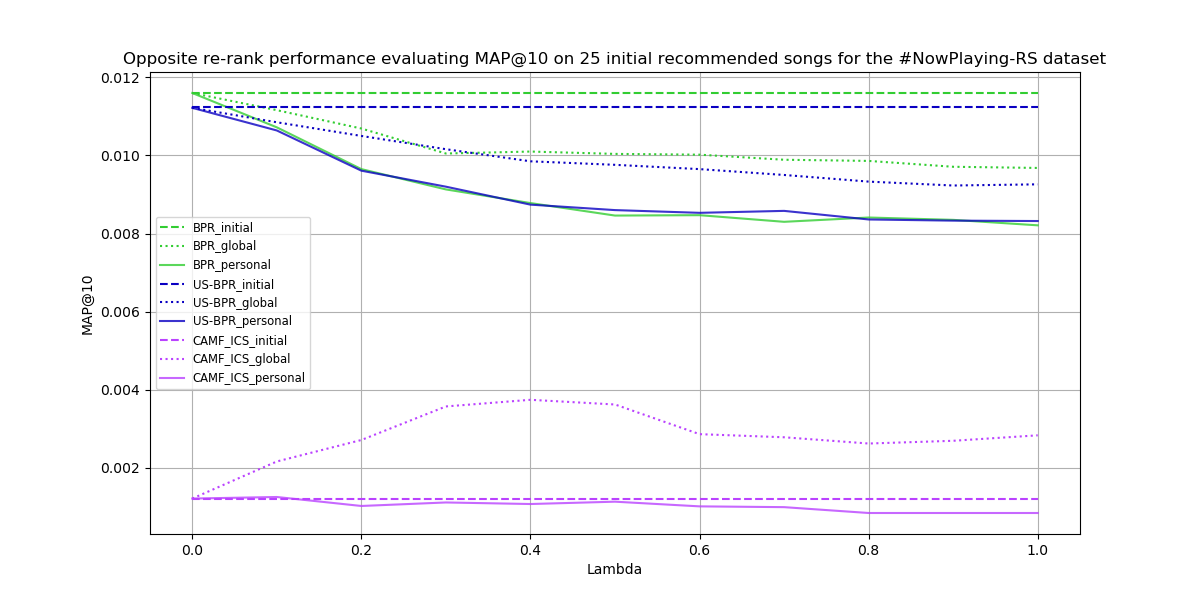 Opposite re-rank performance evaluating MAP@10 on 25 initial recommended songs for the #NowPlaying-RS dataset
0.012
0.010
0.008
0.006
0.004
0.002
MAP@10
BPR_initial
BPR_global
BPR_personal
US-BPR_initial
US-BPR_global
US-BPR_personal
CAMF_ICS_initial
CAMF_ICS_global
CAMF_ICS_personal
0.0 0.2 0.4 0.6 0.8 1.0
Lambda